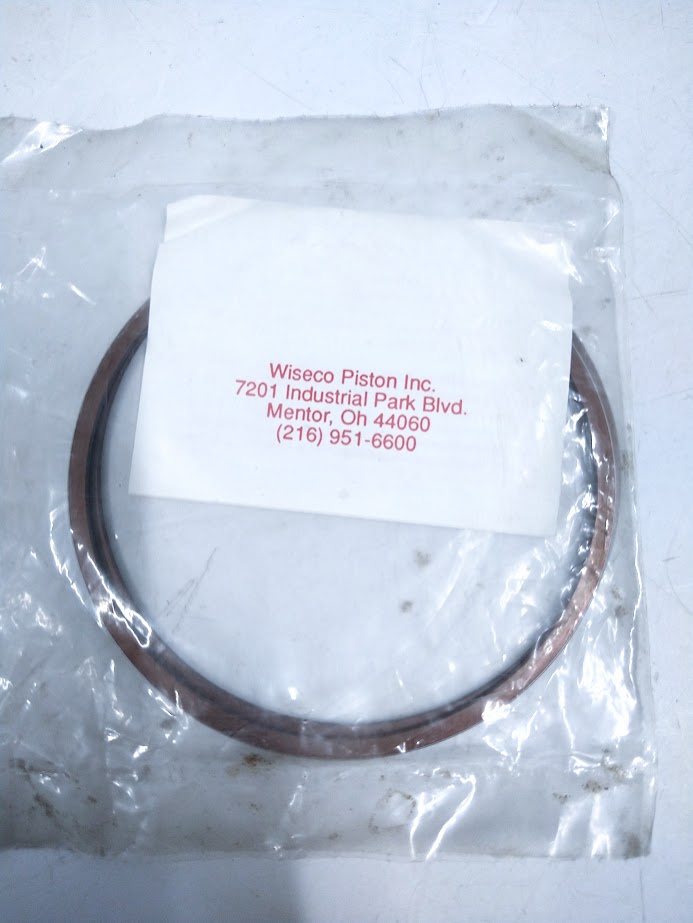 Wiseco Piston Inc.
7201 Industrial Park Blvd.
Mentor, Oh 44060
(216) 951-6600